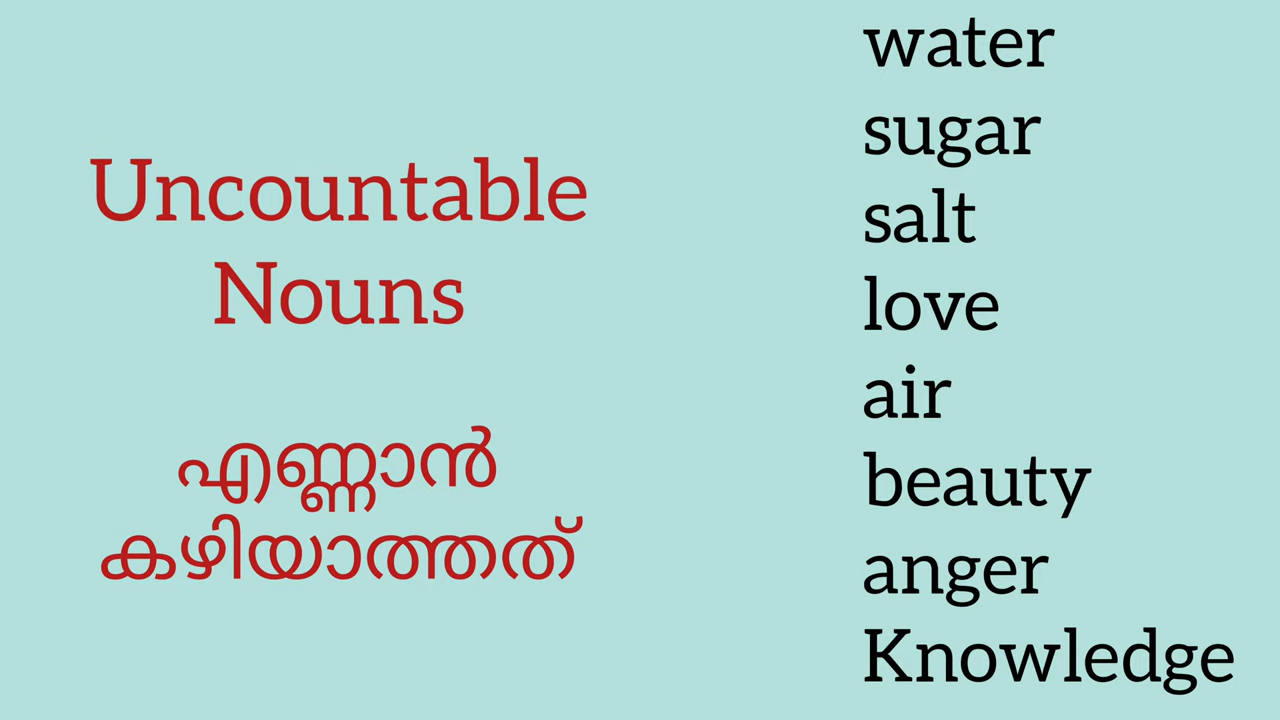 Uncountable
Nouns
എണ്ണാൻ
കഴിയാത്തത്
water
sugar
salt
love
air
beauty
anger
Knowledge